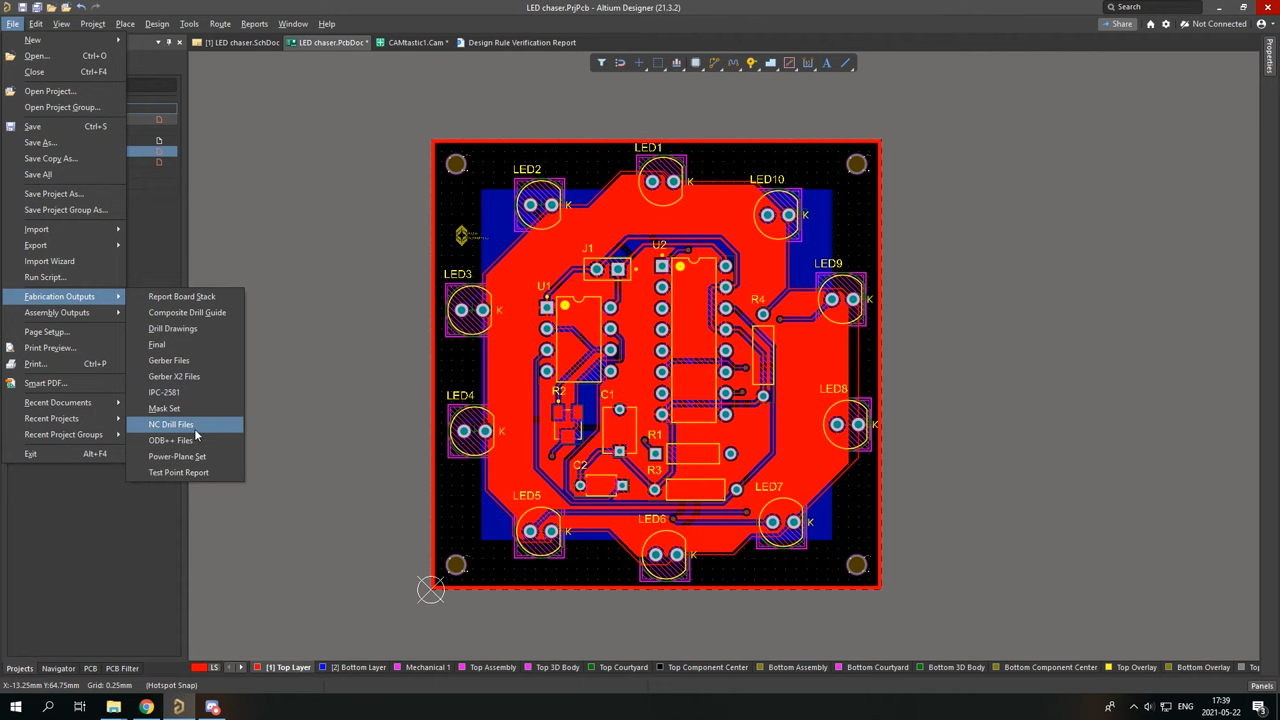 LED chaser.PrjPcb - Altium Designer (21.3.2)
Search
File Edit View Project Place Design Tools Route Reports Window Help
Share
Not Connected
[1] LED chaser.SchDoc
LED chaser.PcbDoc *
CAMtastic1.Cam *
Design Rule Verification Report
New
Open... Ctrl+O
Close Ctrl+F4
Open Project...
Open Project Group...
Save Ctrl+S
Save As...
Save Copy As...
Save All
Save Project As...
Save Project Group As...
Import
Export
Import Wizard
Run Script...
Fabrication Outputs
Assembly Outputs
Page Setup...
Print Preview...
Print... Ctrl+P
Smart PDF...
Recent Documents
Recent Projects
Recent Project Groups
Exit Alt+F4
Report Board Stack
Composite Drill Guide
Drill Drawings
Final
Gerber Files
Gerber X2 Files
IPC-2581
Mask Set
NC Drill Files
ODB++ Files
Power-Plane Set
Test Point Report
Properties
LED1
K
LED2
K
LED10
K
J1
U2
LED9
K
LED3
K
U1
R4
LED4
K
R2
C1
LED8
K
R1
C2
R3
LED5
K
LED6
K
LED7
K
Projects Navigator PCB PCB Filter
LS
[1] Top Layer
[2] Bottom Layer
Mechanical 1
Top Assembly
Top 3D Body
Top Courtyard
Top Component Center
Bottom Assembly
Bottom Courtyard
Bottom 3D Body
Bottom Component Center
Top Overlay
Bottom Overlay
Top
X:-13.25mm Y:64.75mm Grid: 0.25mm (Hotspot Snap)
Panels
17:39
2021-05-22
3